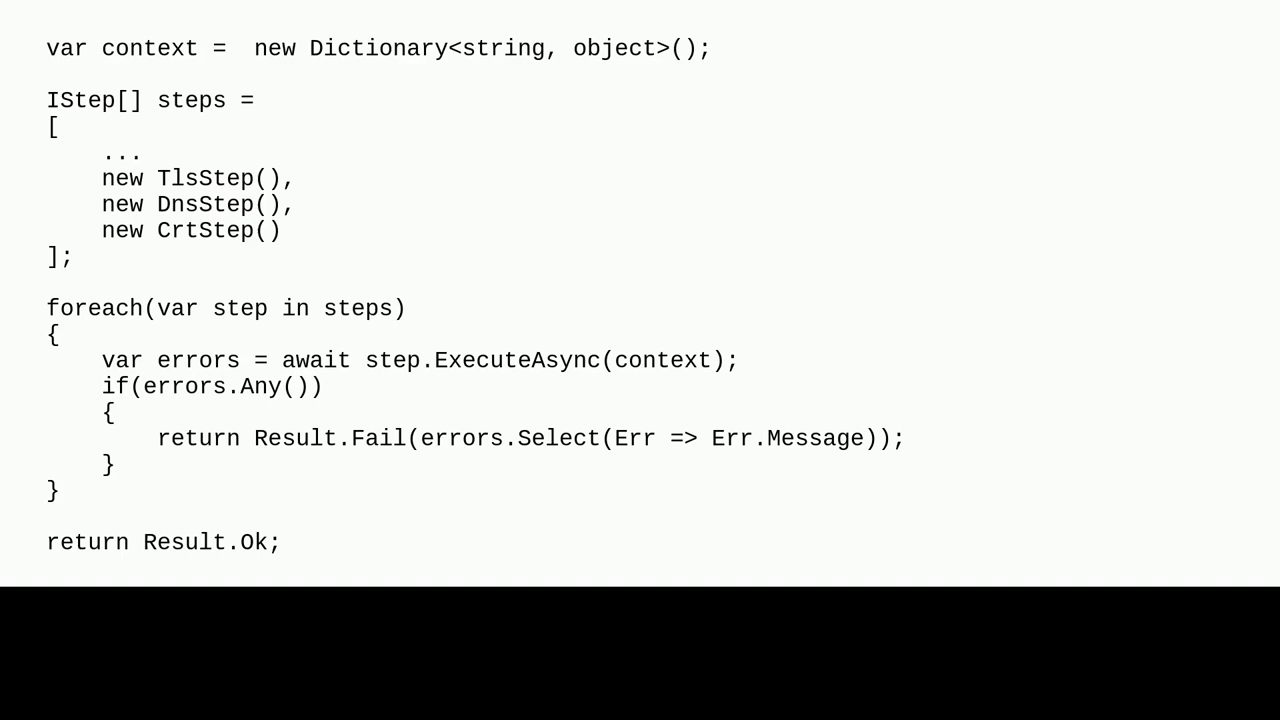 var context =  new Dictionary<string, object>();
IStep[] steps =
[
    ...
    new TlsStep(),
    new DnsStep(),
    new CrtStep()
];
foreach(var step in steps)
{
    var errors = await step.ExecuteAsync(context);
    if(errors.Any())
    {
        return Result.Fail(errors.Select(Err => Err.Message));
    }
}
return Result.Ok;